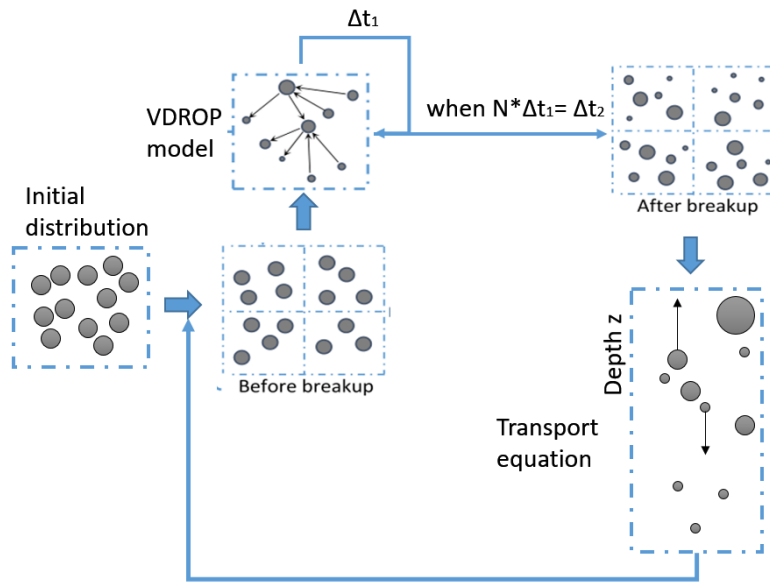 Δt₁
VDROP
model
when N*Δt₁= Δt₂
After breakup
Initial
distribution
Before breakup
Depth z
Transport
equation